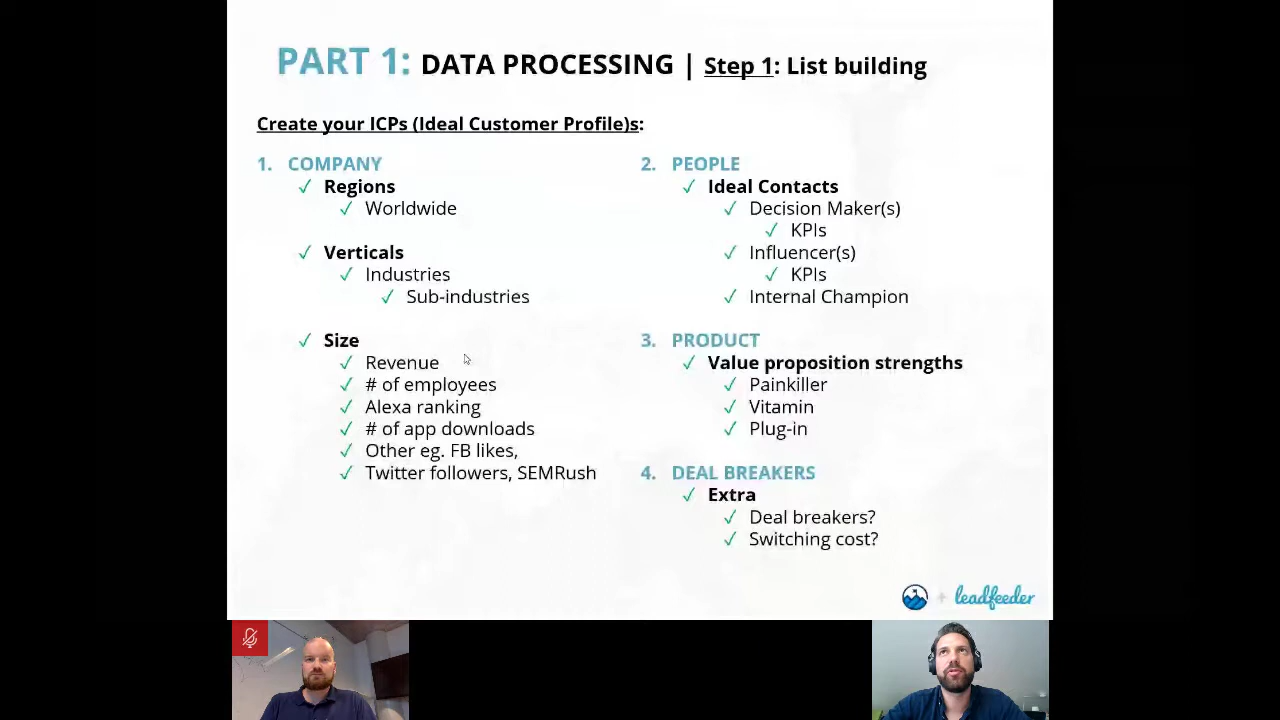 PART 1: DATA PROCESSING | Step 1: List building
Create your ICPs (Ideal Customer Profile)s:
1. COMPANY
✓ Regions
✓ Worldwide
✓ Verticals
✓ Industries
✓ Sub-industries
✓ Size
✓ Revenue
✓ # of employees
✓ Alexa ranking
✓ # of app downloads
✓ Other eg. FB likes,
✓ Twitter followers, SEMRush
2. PEOPLE
✓ Ideal Contacts
✓ Decision Maker(s)
✓ KPIs
✓ Influencer(s)
✓ KPIs
✓ Internal Champion
3. PRODUCT
✓ Value proposition strengths
✓ Painkiller
✓ Vitamin
✓ Plug-in
4. DEAL BREAKERS
✓ Extra
✓ Deal breakers?
✓ Switching cost?
+ leadfeeder